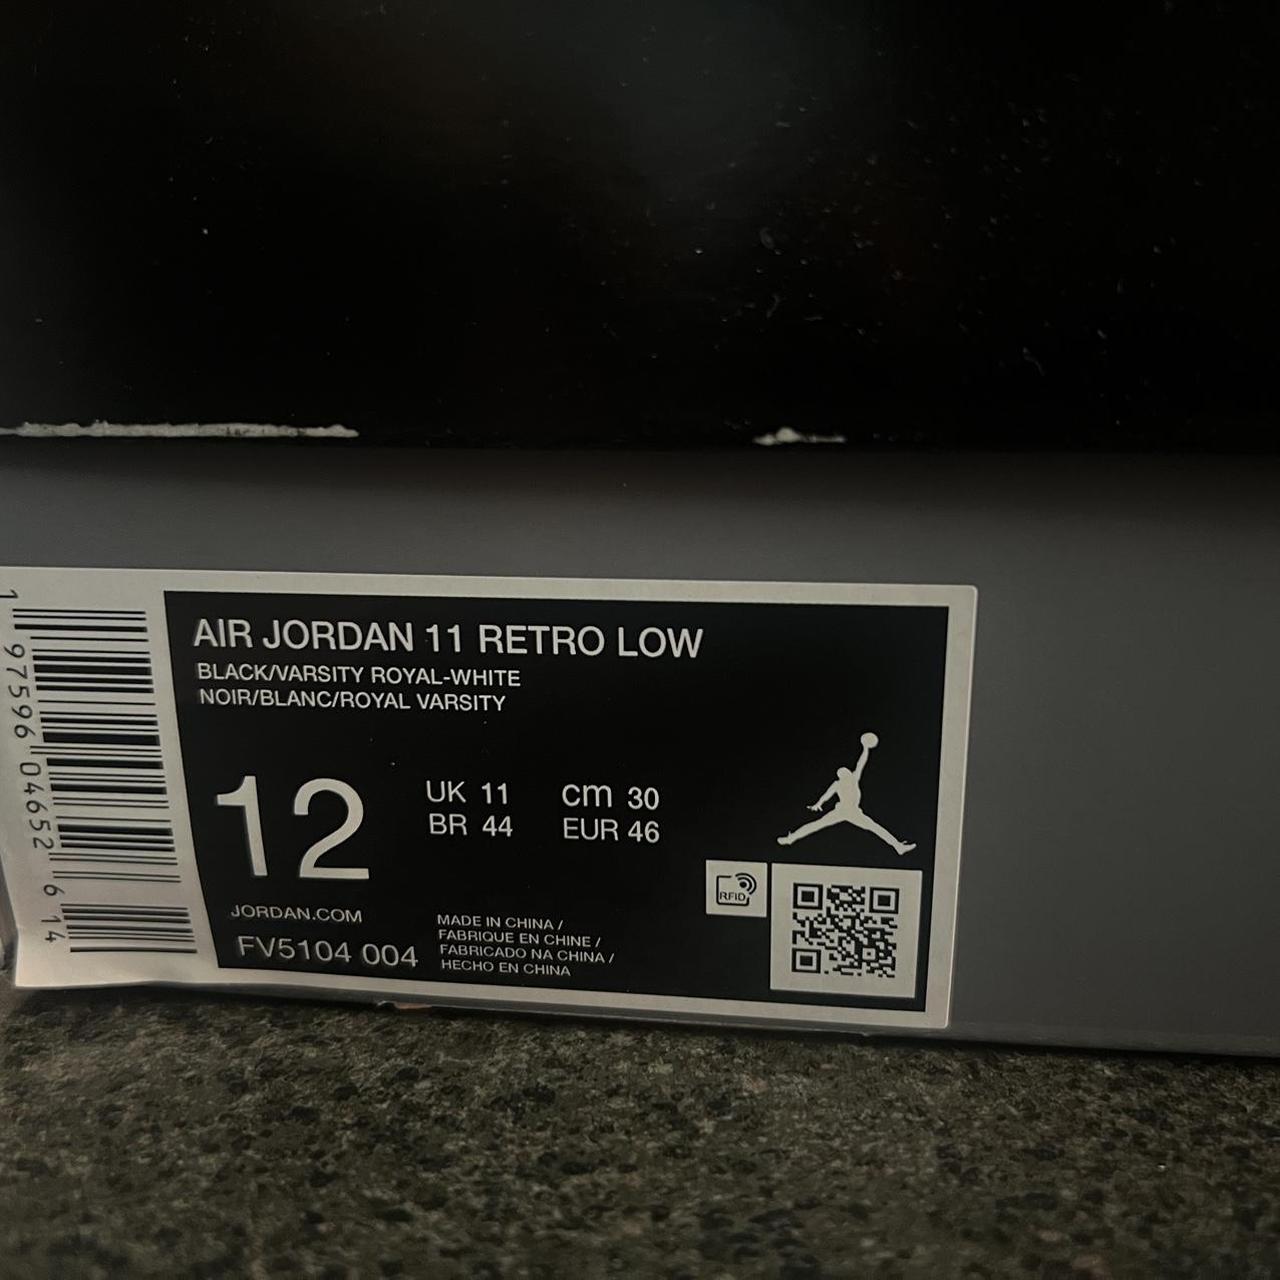 AIR JORDAN 11 RETRO LOW
BLACK/VARSITY ROYAL-WHITE
NOIR/BLANC/ROYAL VARSITY
12
UK 11 cm 30
BR 44 EUR 46
RFID
JORDAN.COM
FV5104 004
MADE IN CHINA /
FABRIQUE EN CHINE /
FABRICADO NA CHINA /
HECHO EN CHINA
1 97596 04652 6 14